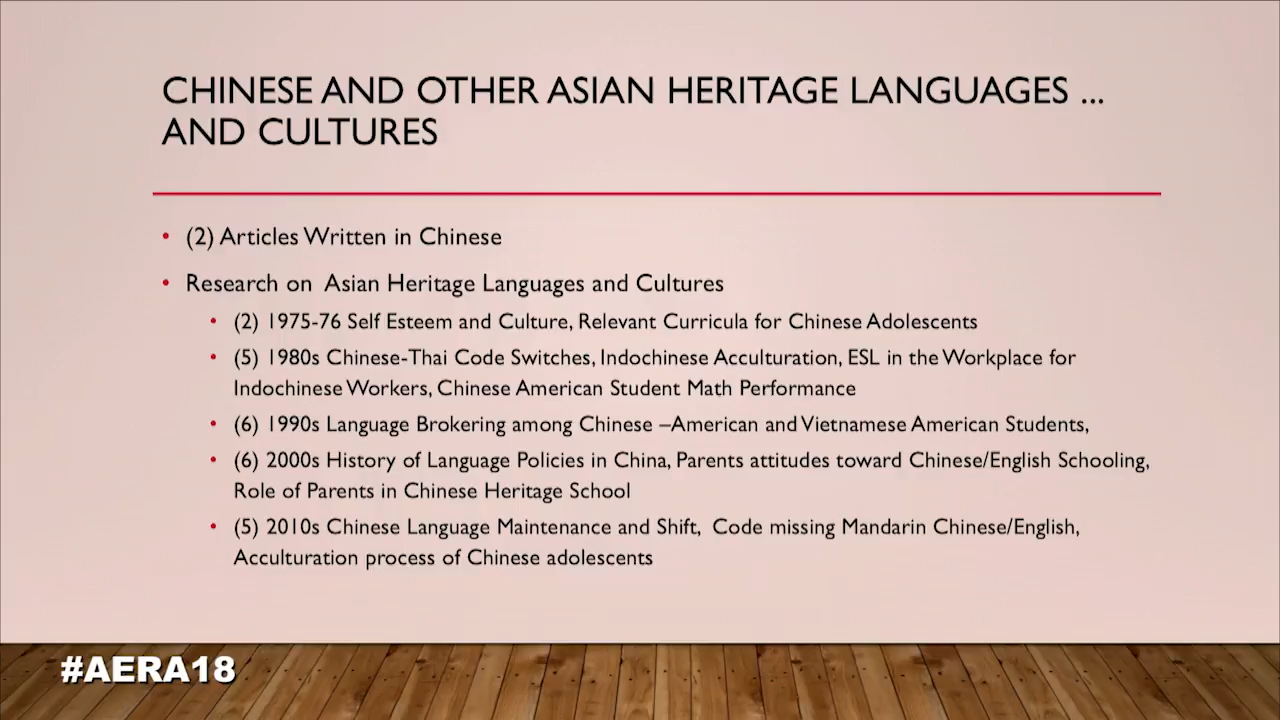 CHINESE AND OTHER ASIAN HERITAGE LANGUAGES ...
AND CULTURES
• (2) Articles Written in Chinese
• Research on Asian Heritage Languages and Cultures
• (2) 1975-76 Self Esteem and Culture, Relevant Curricula for Chinese Adolescents
• (5) 1980s Chinese-Thai Code Switches, Indochinese Acculturation, ESL in the Workplace for
Indochinese Workers, Chinese American Student Math Performance
• (6) 1990s Language Brokering among Chinese –American and Vietnamese American Students,
• (6) 2000s History of Language Policies in China, Parents attitudes toward Chinese/English Schooling,
Role of Parents in Chinese Heritage School
• (5) 2010s Chinese Language Maintenance and Shift, Code missing Mandarin Chinese/English,
Acculturation process of Chinese adolescents
#AERA18